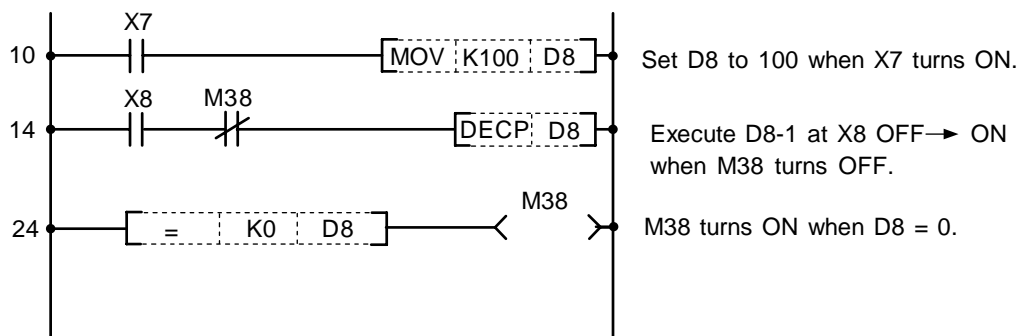 X7
10 MOV K100 D8 Set D8 to 100 when X7 turns ON.
X8 M38
14 DECP D8 Execute D8-1 at X8 OFF→ ON
when M38 turns OFF.
M38
24 = K0 D8 M38 turns ON when D8 = 0.